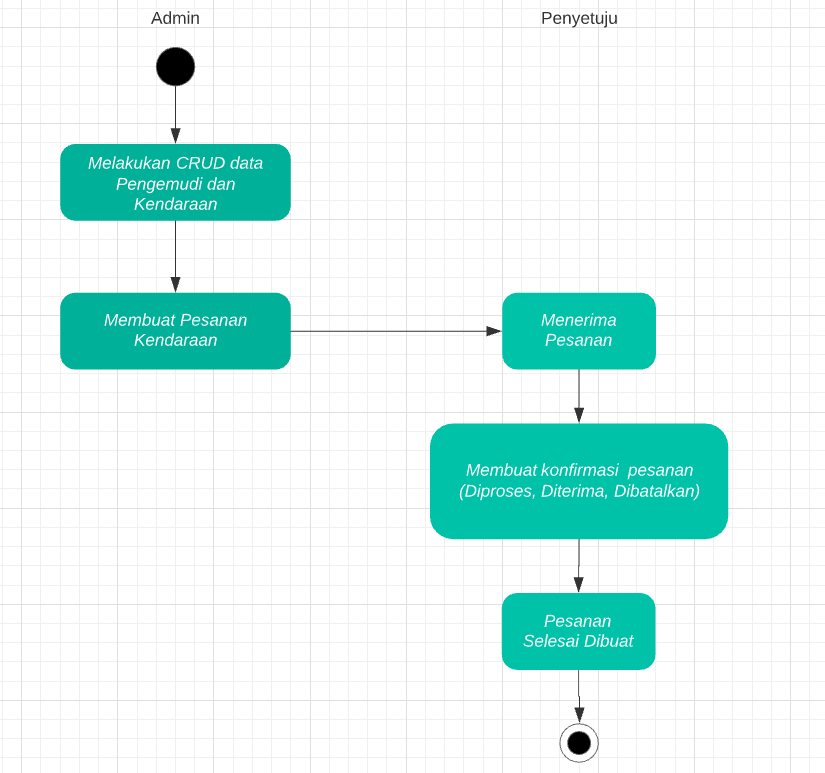 Admin
Penyetuju
Melakukan CRUD data
Pengemudi dan
Kendaraan
Membuat Pesanan
Kendaraan
Menerima
Pesanan
Membuat konfirmasi pesanan
(Diproses, Diterima, Dibatalkan)
Pesanan
Selesai Dibuat